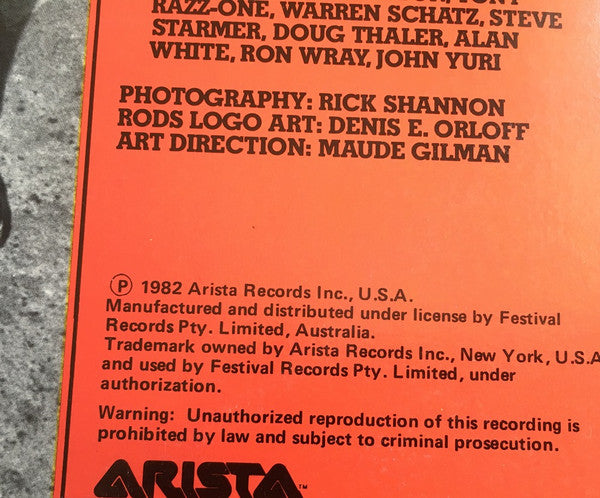 RAZZ-ONE, WARREN SCHATZ, STEVE
STARMER, DOUG THALER, ALAN
WHITE, RON WRAY, JOHN YURI
PHOTOGRAPHY: RICK SHANNON
RODS LOGO ART: DENIS E. ORLOFF
ART DIRECTION: MAUDE GILMAN
Ⓟ 1982 Arista Records Inc., U.S.A.
Manufactured and distributed under license by Festival
Records Pty. Limited, Australia.
Trademark owned by Arista Records Inc., New York, U.S.A
and used by Festival Records Pty. Limited, under
authorization.
Warning: Unauthorized reproduction of this recording is
prohibited by law and subject to criminal prosecution.
ARISTA™